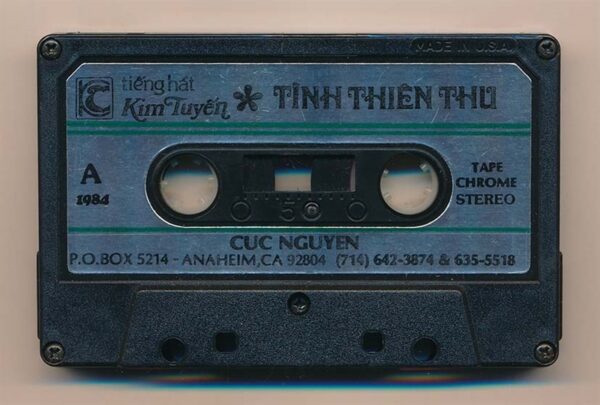 MADE IN U.S.A.
tiếng hát
Kim Tuyến * TÌNH THIÊN THU
A
1984
TAPE
CHROME
STEREO
5
CUC NGUYEN
P.O.BOX 5214 - ANAHEIM,CA 92804 (714) 642-3874 & 635-5518